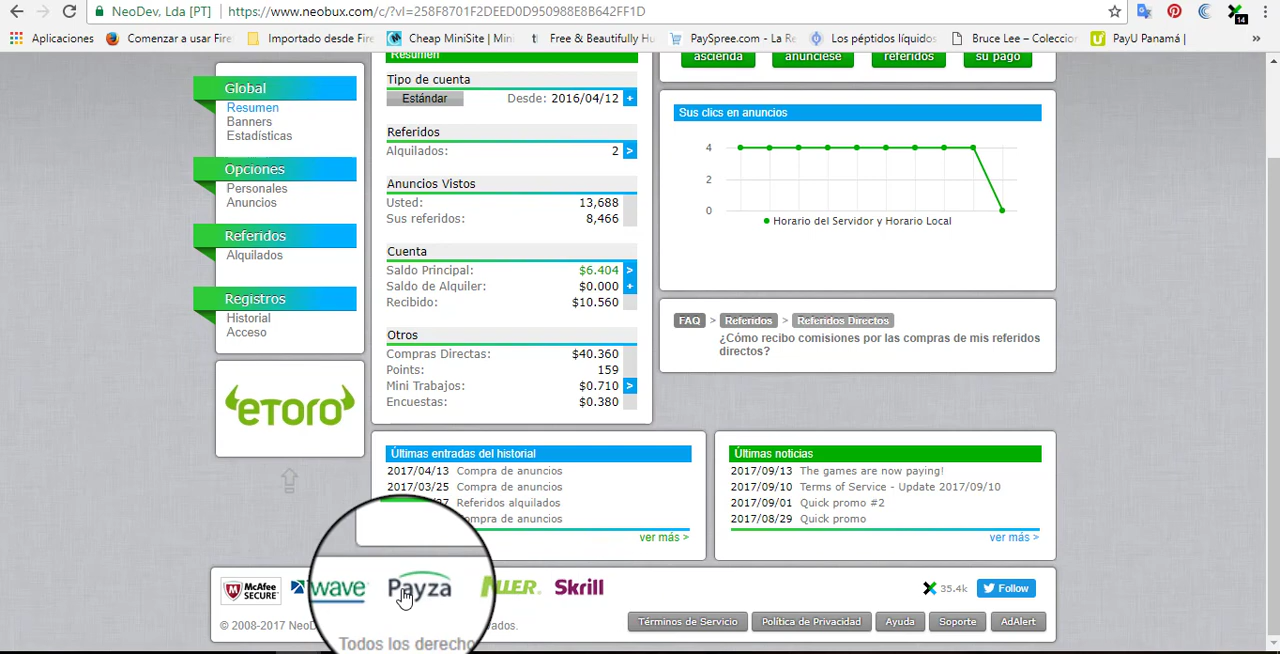 NeoDev, Lda [PT]
https://www.neobux.com/c/?vl=258F8701F2DEED0D950988E8B642FF1D
14
Aplicaciones
Comenzar a usar Firef
Importado desde Fire
Cheap MiniSite | Mini
Free & Beautifully Hu
PaySpree.com - La Re
Los péptidos líquidos
Bruce Lee – Coleccion
PayU Panamá |
»
Global
Resumen
Banners
Estadísticas
Opciones
Personales
Anuncios
Referidos
Alquilados
Registros
Historial
Acceso
eToro
Resumen
Tipo de cuenta
Estándar
Desde: 2016/04/12 +
Referidos
Alquilados: 2 >
Anuncios Vistos
Usted: 13,688
Sus referidos: 8,466
Cuenta
Saldo Principal: $6.404 >
Saldo de Alquiler: $0.000 +
Recibido: $10.560
Otros
Compras Directas: $40.360
Points: 159
Mini Trabajos: $0.710 >
Encuestas: $0.380
ascienda
anúnciese
referidos
su pago
Sus clics en anuncios
4
2
0
Horario del Servidor y Horario Local
FAQ > Referidos > Referidos Directos
¿Cómo recibo comisiones por las compras de mis referidos
directos?
Últimas entradas del historial
2017/04/13 Compra de anuncios
2017/03/25 Compra de anuncios
Referidos alquilados
ompra de anuncios
ver más >
Últimas noticias
2017/09/13 The games are now paying!
2017/09/10 Terms of Service - Update 2017/09/10
2017/09/01 Quick promo #2
2017/08/29 Quick promo
ver más >
McAfee
SECURE
wave
Payza
LLER.
Skrill
35.4k
Follow
© 2008-2017 NeoD
Todos los derecho
vados.
Términos de Servicio
Política de Privacidad
Ayuda
Soporte
AdAlert